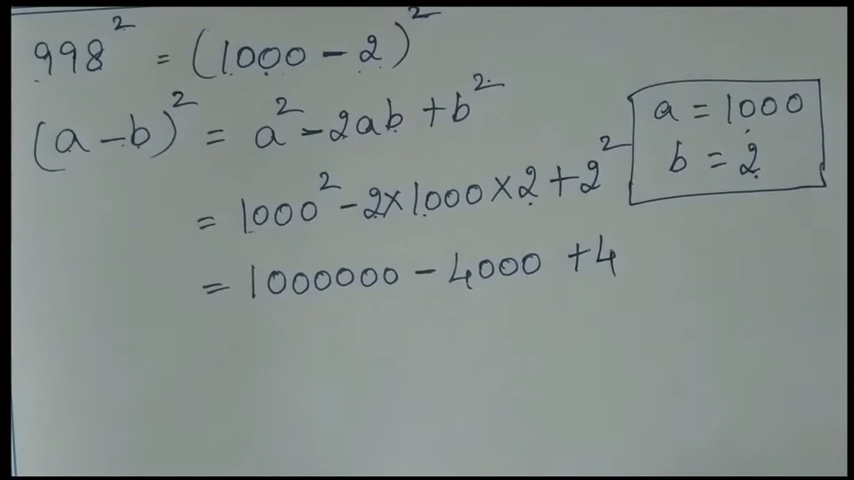 998² = (1000 - 2)²
(a - b)² = a² - 2ab + b²
a = 1000
b = 2
= 1000² - 2×1000×2 + 2²
= 1000000 - 4000 + 4